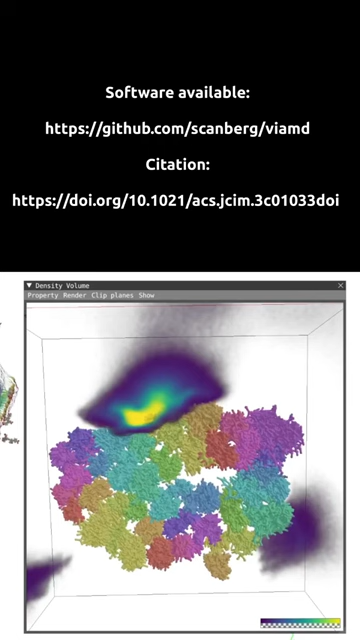 Software available:
https://github.com/scanberg/viamd
Citation:
https://doi.org/10.1021/acs.jcim.3c01033doi
▼ Density Volume
Property Render Clip planes Show